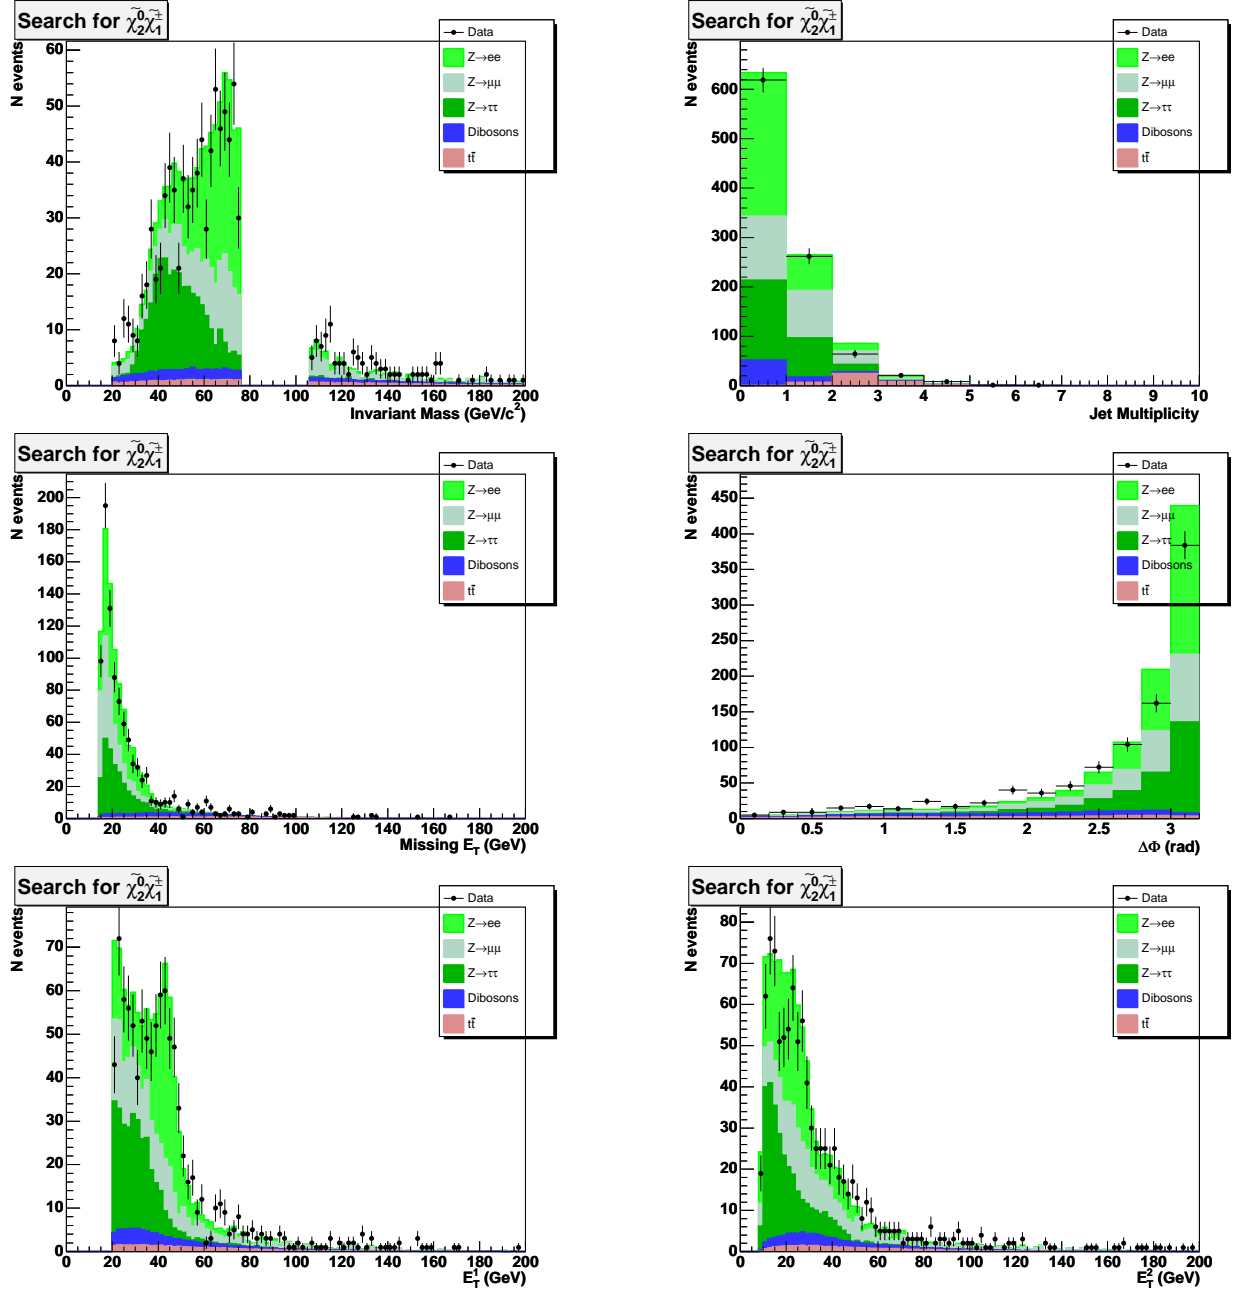 Search for χ̃⁰₂χ̃±₁
N events
60
50
40
30
20
10
0
0 20 40 60 80 100 120 140 160 180 200
Invariant Mass (GeV/c²)
Data
Z→ee
Z→μμ
Z→ττ
Dibosons
tt̄
Search for χ̃⁰₂χ̃±₁
N events
600
500
400
300
200
100
0
0 1 2 3 4 5 6 7 8 9 10
Jet Multiplicity
Data
Z→ee
Z→μμ
Z→ττ
Dibosons
tt̄
Search for χ̃⁰₂χ̃±₁
N events
200
180
160
140
120
100
80
60
40
20
0
0 20 40 60 80 100 120 140 160 180 200
Missing E_T (GeV)
Data
Z→ee
Z→μμ
Z→ττ
Dibosons
tt̄
Search for χ̃⁰₂χ̃±₁
N events
450
400
350
300
250
200
150
100
50
0
0 0.5 1 1.5 2 2.5 3
ΔΦ (rad)
Data
Z→ee
Z→μμ
Z→ττ
Dibosons
tt̄
Search for χ̃⁰₂χ̃±₁
N events
70
60
50
40
30
20
10
0
0 20 40 60 80 100 120 140 160 180 200
E¹_T (GeV)
Data
Z→ee
Z→μμ
Z→ττ
Dibosons
tt̄
Search for χ̃⁰₂χ̃±₁
N events
80
70
60
50
40
30
20
10
0
0 20 40 60 80 100 120 140 160 180 200
E²_T (GeV)
Data
Z→ee
Z→μμ
Z→ττ
Dibosons
tt̄